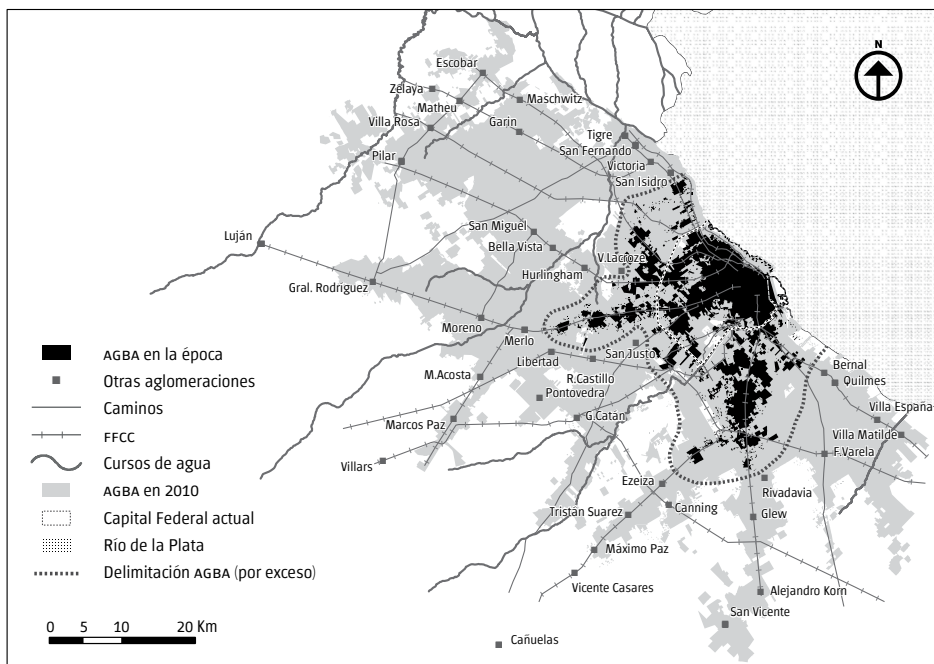 N
Escobar
Zelaya
Maschwitz
Matheu
Villa Rosa
Garin
Tigre
San Fernando
Pilar
Victoria
San Isidro
San Miguel
Luján
Bella Vista
V.Lacroze
Hurlingham
Gral. Rodríguez
Moreno
Merlo
San Justo
Libertad
Bernal
M.Acosta
R.Castillo
Quilmes
Pontovedra
Villa España
G.Catán
Marcos Paz
Villa Matilde
F.Varela
Villars
Ezeiza
Rivadavia
Canning
Tristan Suarez
Glew
Máximo Paz
Vicente Casares
Alejandro Korn
San Vicente
Cañuelas
AGBA en la época
Otras aglomeraciones
Caminos
FFCC
Cursos de agua
AGBA en 2010
Capital Federal actual
Río de la Plata
Delimitación AGBA (por exceso)
0 5 10 20 Km